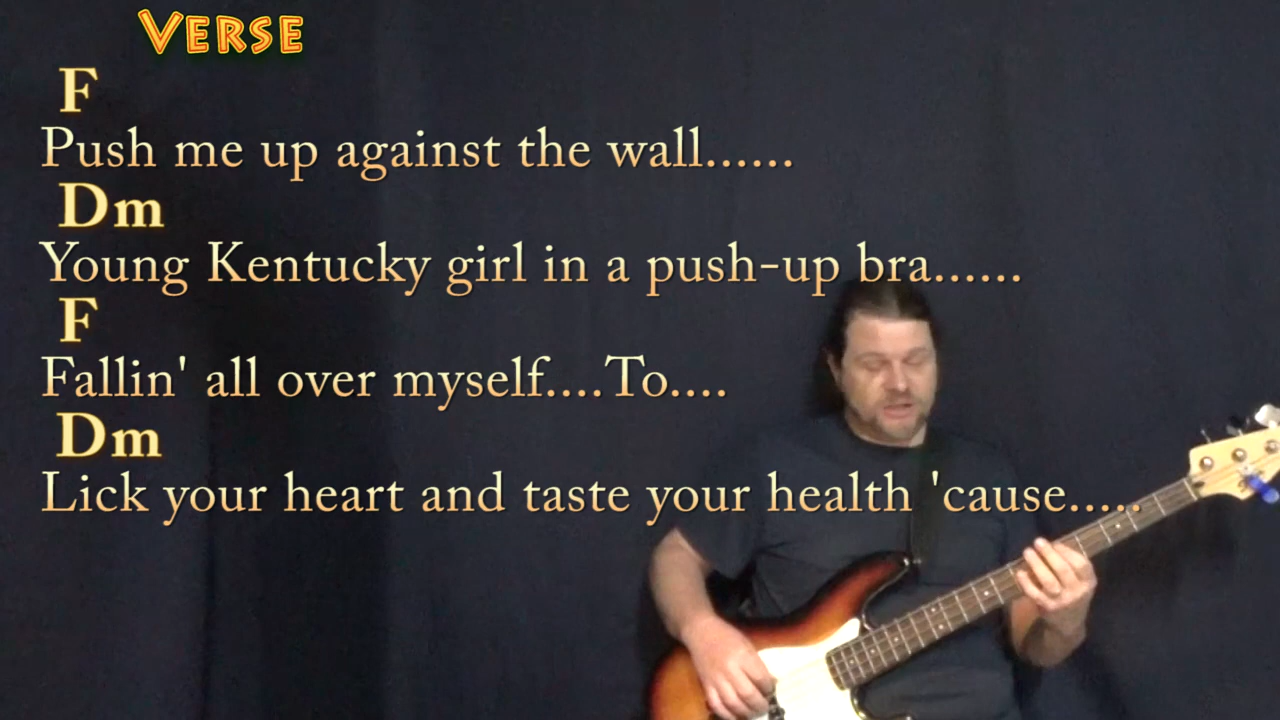 VERSE
F
Push me up against the wall......
Dm
Young Kentucky girl in a push-up bra......
F
Fallin' all over myself....To....
Dm
Lick your heart and taste your health 'cause.....